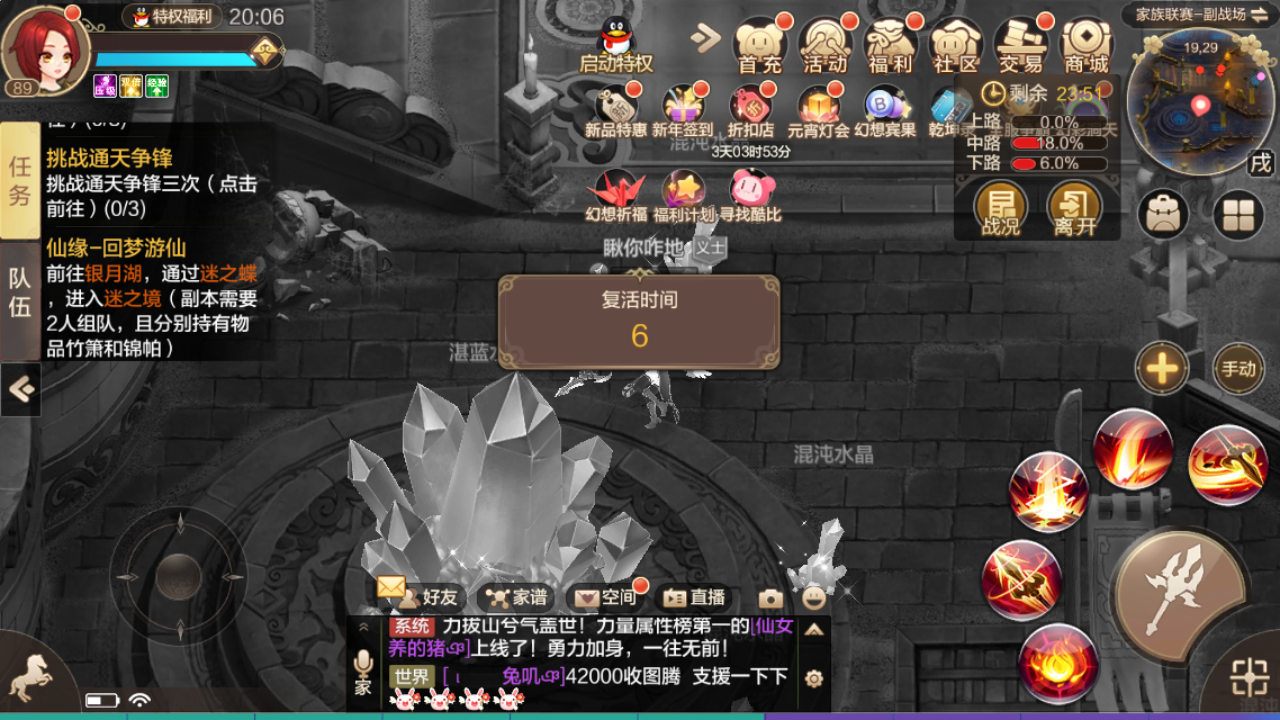 特权福利
20:06
89
压级
双倍
经验
任务
队伍
挑战通天争锋
挑战通天争锋三次（点击
前往）(0/3)
仙缘-回梦游仙
前往银月湖，通过迷之蝶
，进入迷之境（副本需要
2人组队，且分别持有物
品竹箫和锦帕）
启动特权
首充
活动
福利
社区
交易
商城
新品特惠
新年签到
折扣店
元宵灯会
幻想宾果
3天03时53分
幻想祈福
福利计划
寻找酷比
家族联赛-副战场
19,29
戌
剩余 23:51
上路 0.0%
中路 18.0%
下路 6.0%
战况
离开
瞅你咋地
义士
复活时间
6
湛蓝
混沌水晶
手动
好友
家谱
空间
直播
家
系统 力拔山兮气盖世！力量属性榜第一的[仙女
养的猪]上线了！勇力加身，一往无前！
世界 [ 兔叽]42000收图腾 支援一下下